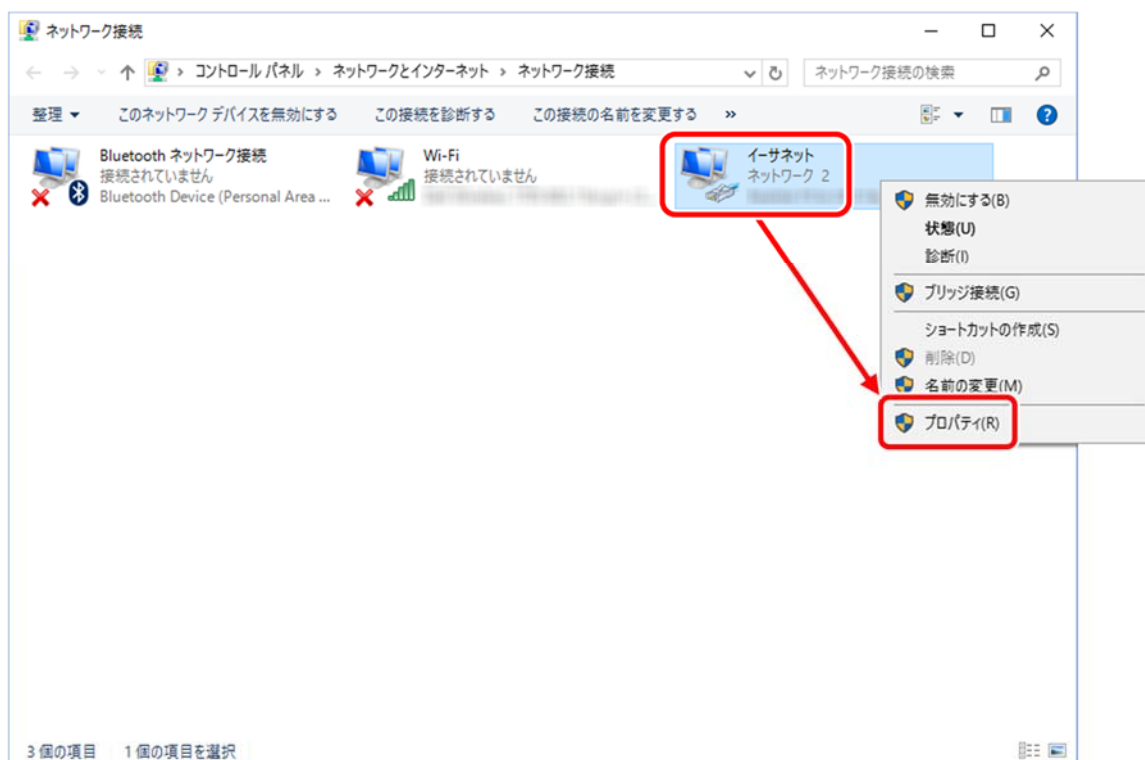 ネットワーク接続
コントロール パネル › ネットワークとインターネット › ネットワーク接続
ネットワーク接続の検索
整理 このネットワーク デバイスを無効にする この接続を診断する この接続の名前を変更する »
Bluetooth ネットワーク接続
接続されていません
Bluetooth Device (Personal Area ...
Wi-Fi
接続されていません
イーサネット
ネットワーク 2
無効にする(B)
状態(U)
診断(I)
ブリッジ接続(G)
ショートカットの作成(S)
削除(D)
名前の変更(M)
プロパティ(R)
3 個の項目 1 個の項目を選択